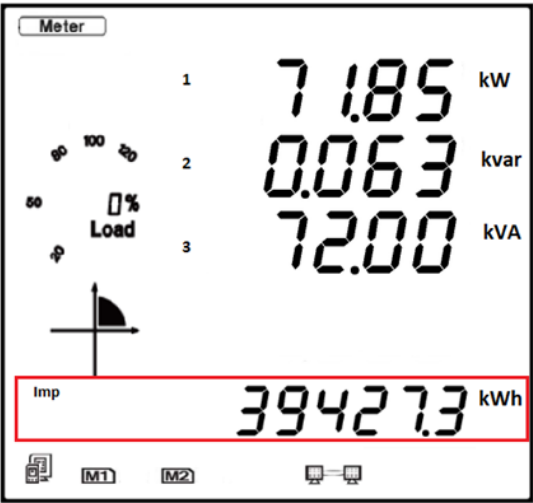 Meter
1 71.85 kW
80 100 120
2 0.063 kvar
50 0%
Load
3 72.00 kVA
20
Imp 39427.3 kWh
M1 M2